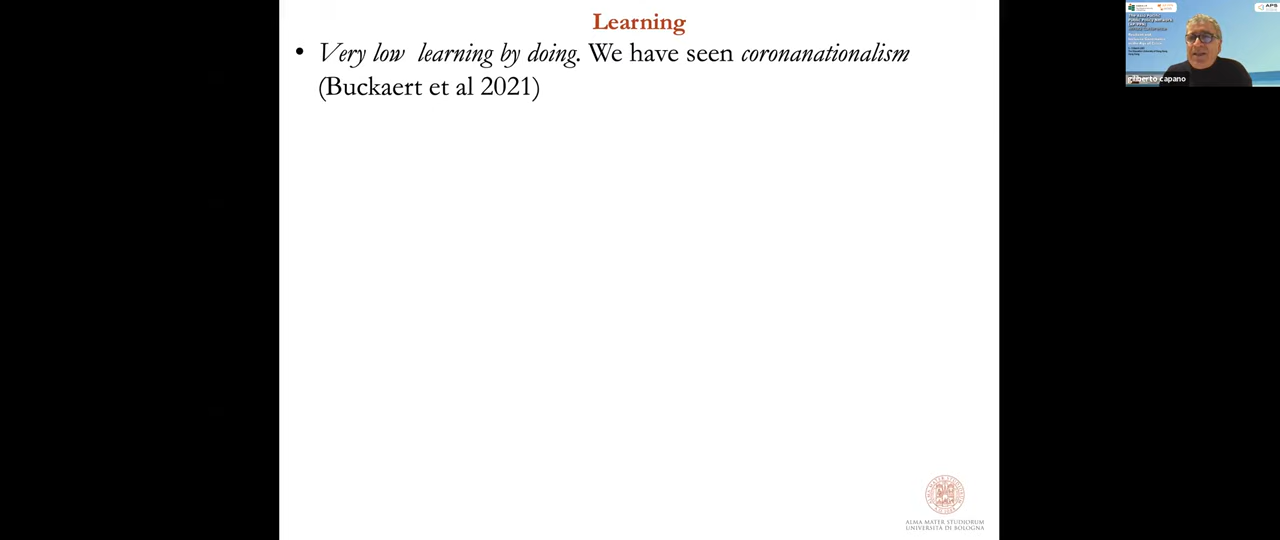 Learning
• Very low learning by doing. We have seen coronanationalism
(Buckaert et al 2021)
gilberto capano
ALMA MATER STUDIORUM
UNIVERSITÀ DI BOLOGNA